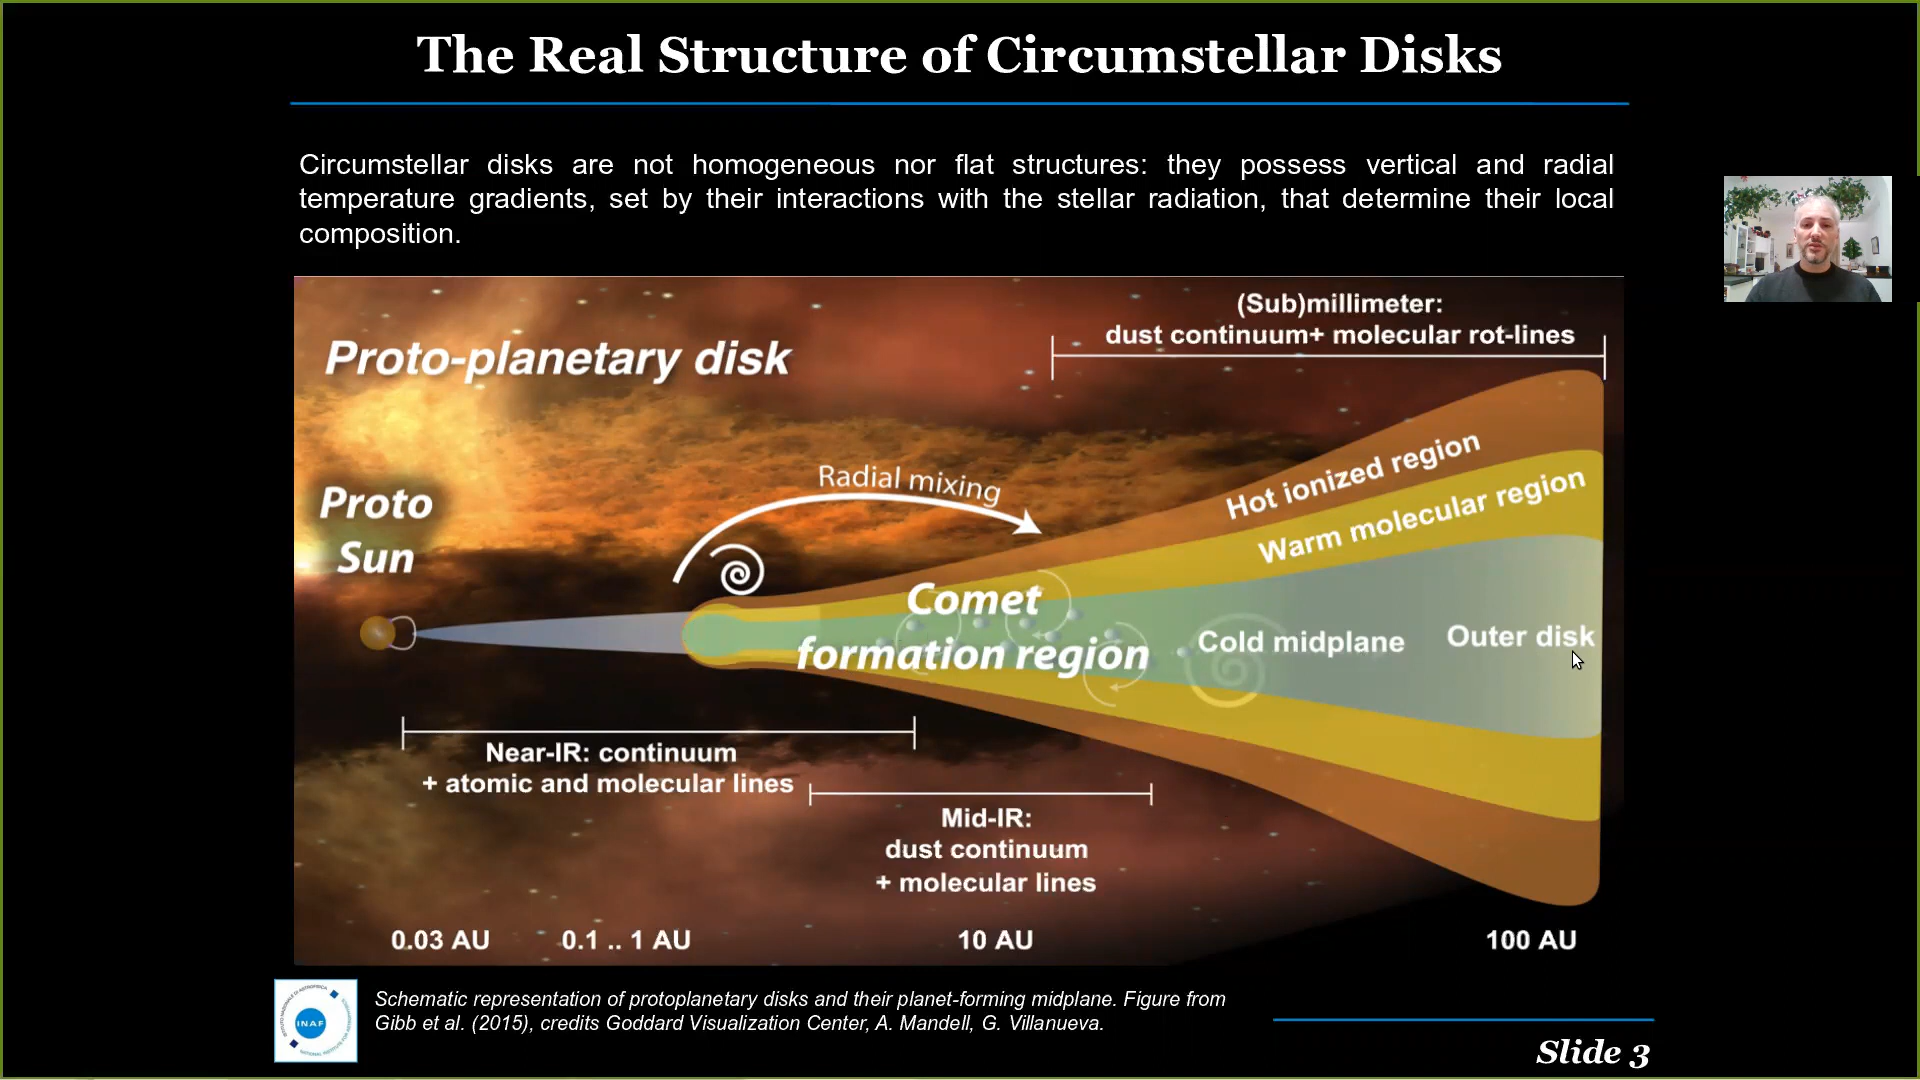 The Real Structure of Circumstellar Disks
Circumstellar disks are not homogeneous nor flat structures: they possess vertical and radial
temperature gradients, set by their interactions with the stellar radiation, that determine their local
composition.
(Sub)millimeter:
dust continuum+ molecular rot-lines
Proto-planetary disk
Radial mixing
Hot ionized region
Warm molecular region
Proto
Sun
Comet
formation region
Cold midplane
Outer disk
Near-IR: continuum
+ atomic and molecular lines
Mid-IR:
dust continuum
+ molecular lines
0.03 AU
0.1 .. 1 AU
10 AU
100 AU
INAF
Schematic representation of protoplanetary disks and their planet-forming midplane. Figure from
Gibb et al. (2015), credits Goddard Visualization Center, A. Mandell, G. Villanueva.
Slide 3